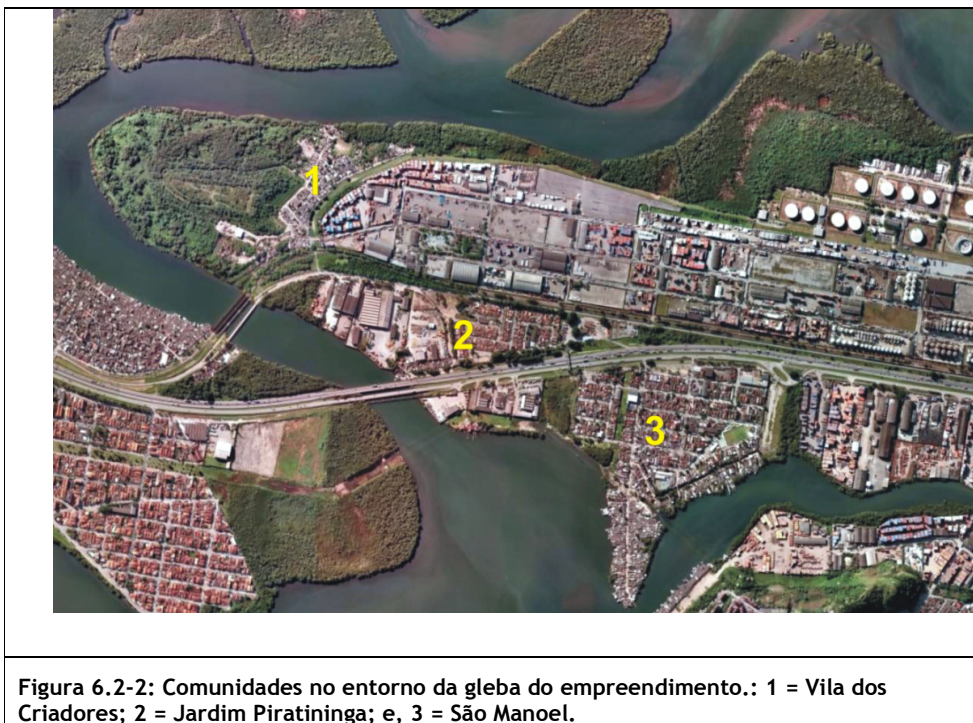 1
2
3
Figura 6.2-2: Comunidades no entorno da gleba do empreendimento.: 1 = Vila dos
Criadores; 2 = Jardim Piratininga; e, 3 = São Manoel.